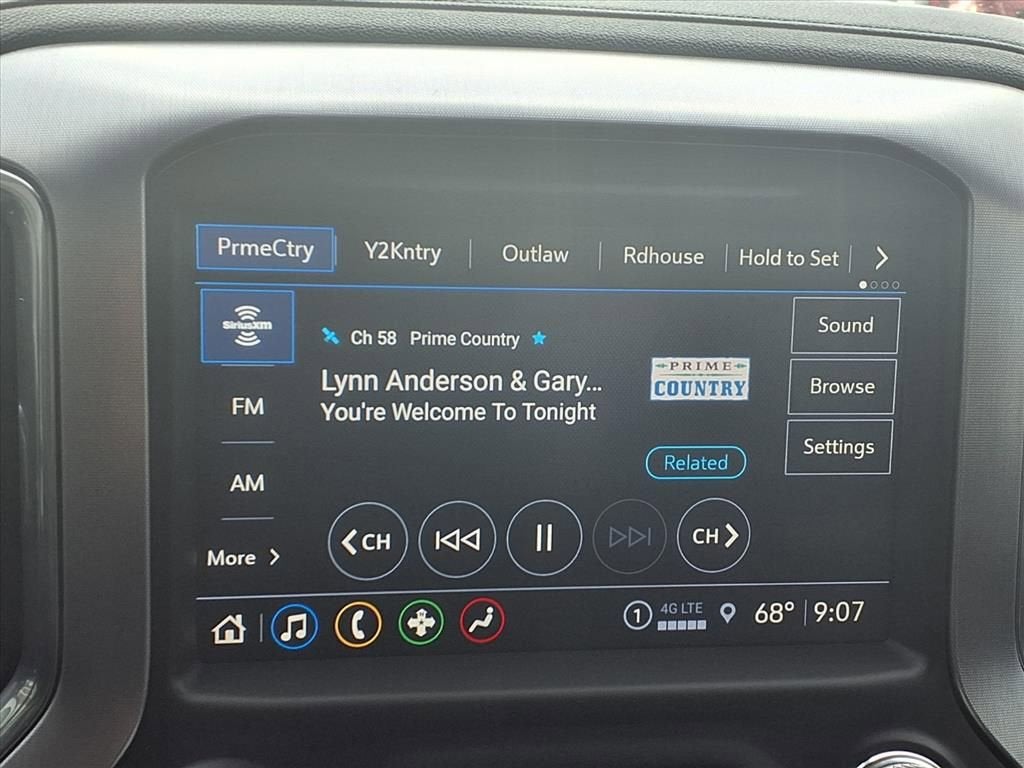 PrmeCtry Y2Kntry Outlaw Rdhouse Hold to Set
SiriusXM
Ch 58 Prime Country
Sound
Lynn Anderson & Gary...
You're Welcome To Tonight
PRIME
COUNTRY
Browse
FM
Settings
Related
AM
CH
CH
More
1
4G LTE
68° 9:07